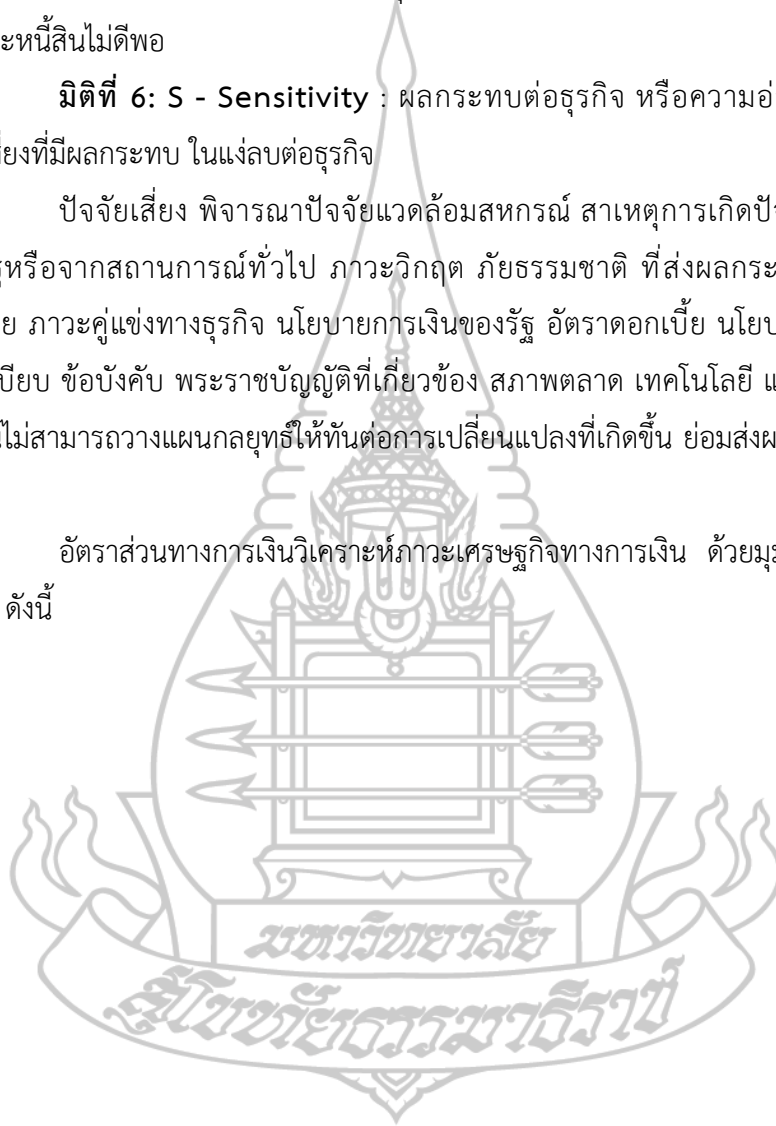 ะหนี้สินไม่ดีพอ
มิติที่ 6: S - Sensitivity : ผลกระทบต่อธุรกิจ หรือความอ่
ี่ยงที่มีผลกระทบ ในแง่ลบต่อธุรกิจ
ปัจจัยเสี่ยง พิจารณาปัจจัยแวดล้อมสหกรณ์ สาเหตุการเกิดปัจ
หรือจากสถานการณ์ทั่วไป ภาวะวิกฤต ภัยธรรมชาติ ที่ส่งผลกระ
ย ภาวะคู่แข่งทางธุรกิจ นโยบายการเงินของรัฐ อัตราดอกเบี้ย นโยบ
บียบ ข้อบังคับ พระราชบัญญัติที่เกี่ยวข้อง สภาพตลาด เทคโนโลยี แ
ไม่สามารถวางแผนกลยุทธ์ให้ทันต่อการเปลี่ยนแปลงที่เกิดขึ้น ย่อมส่งผ
อัตราส่วนทางการเงินวิเคราะห์ภาวะเศรษฐกิจทางการเงิน ด้วยมุม
ดังนี้
มหาวิทยาลัย
สุโขทัยธรรมาธิราช